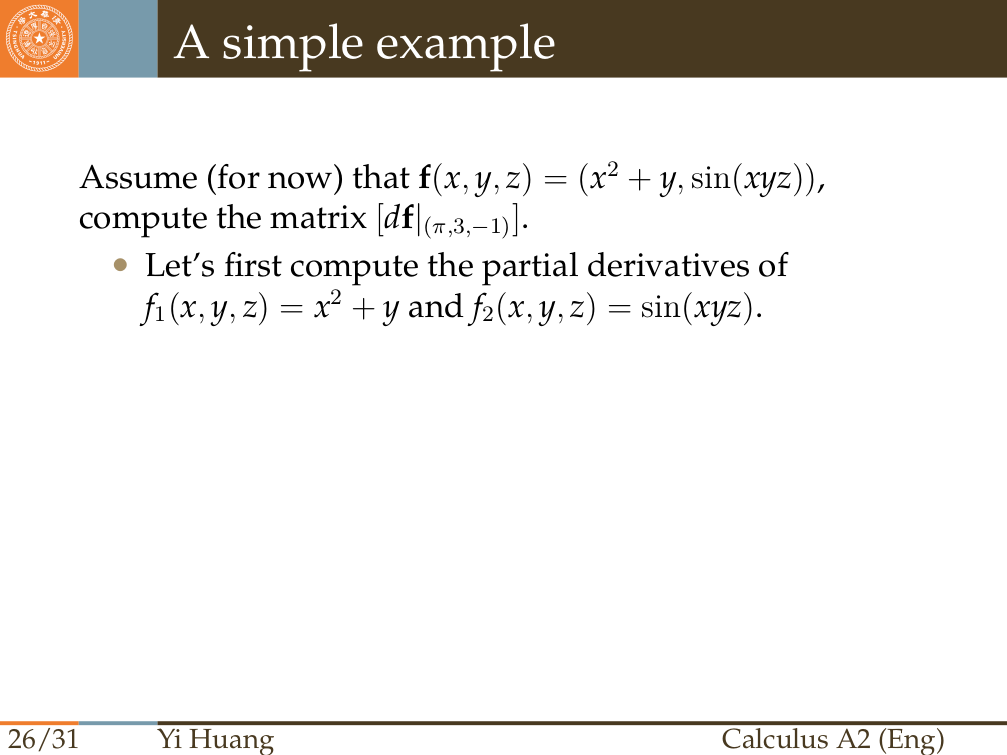 A simple example
Assume (for now) that f(x, y, z) = (x² + y, sin(xyz)),
compute the matrix [df|₍π,3,−1₎].
• Let's first compute the partial derivatives of
f₁(x, y, z) = x² + y and f₂(x, y, z) = sin(xyz).
26/31 Yi Huang Calculus A2 (Eng)